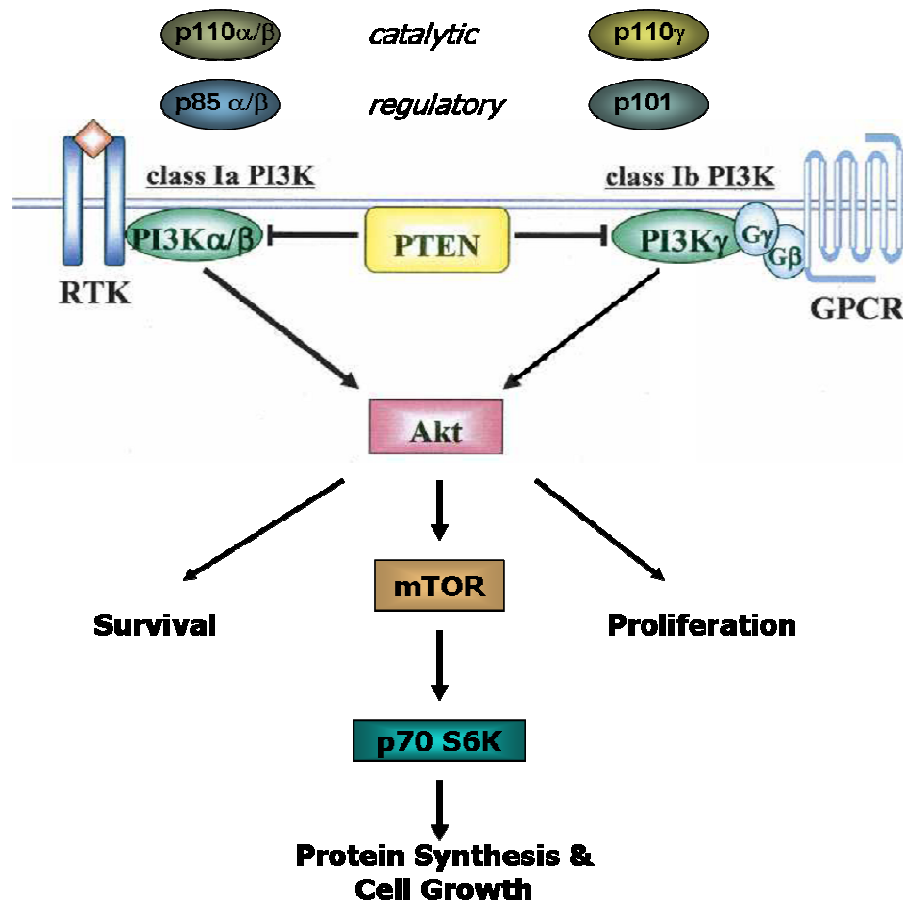 p110α/β catalytic p110γ
p85 α/β regulatory p101
class Ia PI3K class Ib PI3K
PI3Kα/β PTEN PI3Kγ Gγ
Gβ
RTK GPCR
Akt
mTOR
Survival Proliferation
p70 S6K
Protein Synthesis &
Cell Growth